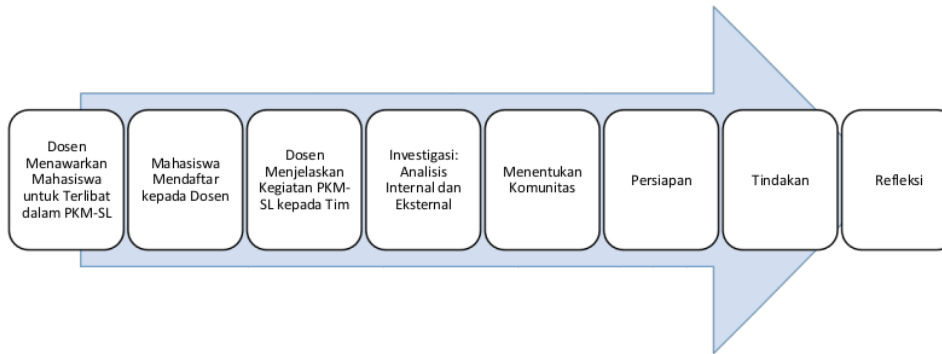 Dosen
Menawarkan
Mahasiswa
untuk Terlibat
dalam PKM-SL
Mahasiswa
Mendaftar
kepada Dosen
Dosen
Menjelaskan
Kegiatan PKM-
SL kepada Tim
Investigasi:
Analisis
Internal dan
Eksternal
Menentukan
Komunitas
Persiapan
Tindakan
Refleksi